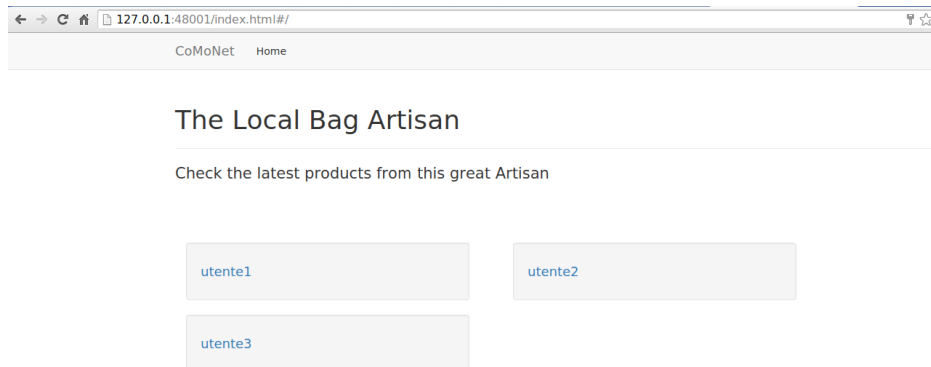 127.0.0.1:48001/index.html#/
CoMoNet Home
The Local Bag Artisan
Check the latest products from this great Artisan
utente1 utente2
utente3